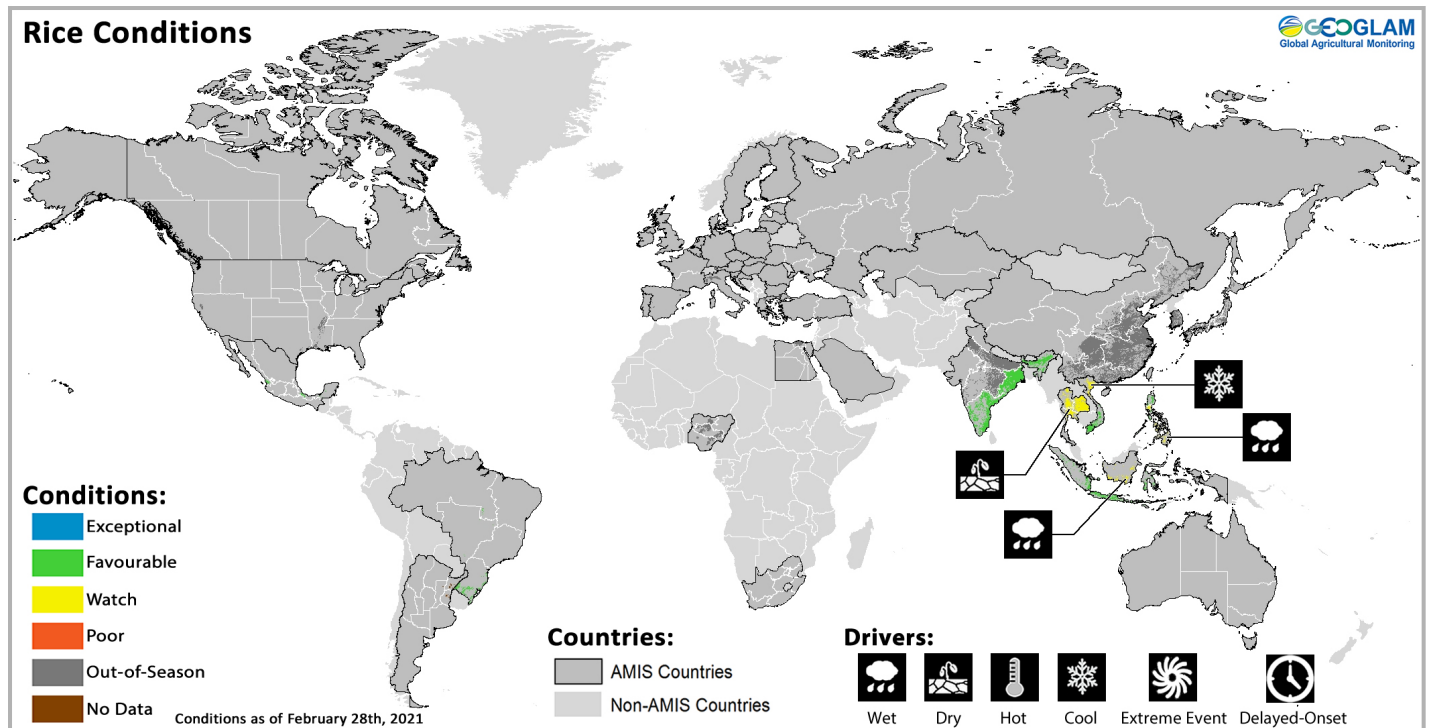 Rice Conditions
GEOGLAM
Global Agricultural Monitoring
Conditions:
Exceptional
Favourable
Watch
Poor
Out-of-Season
No Data
Conditions as of February 28th, 2021
Countries:
AMIS Countries
Non-AMIS Countries
Drivers:
Wet
Dry
Hot
Cool
Extreme Event
Delayed-Onset